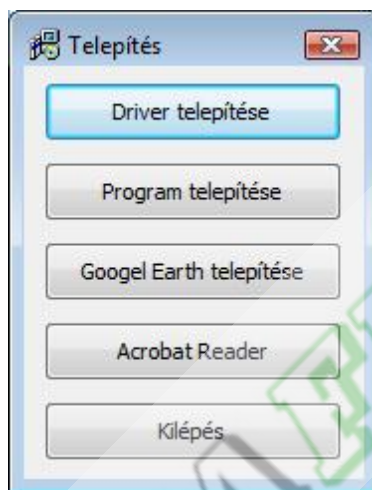 Telepítés
Driver telepítése
Program telepítése
Googel Earth telepítése
Acrobat Reader
Kilépés